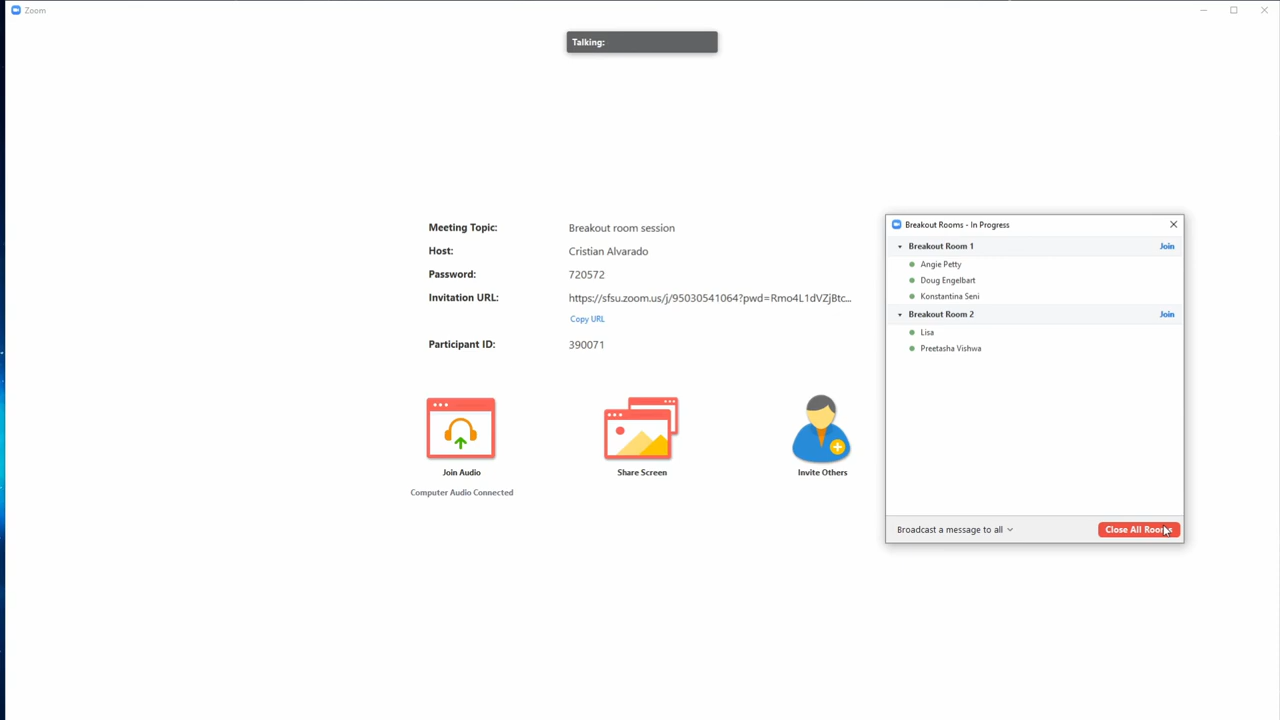 Zoom
Talking:
Meeting Topic: Breakout room session
Host: Cristian Alvarado
Password: 720572
Invitation URL: https://sfsu.zoom.us/j/95030541064?pwd=Rmo4L1dVZjBtc...
Copy URL
Participant ID: 390071
Join Audio
Computer Audio Connected
Share Screen
Invite Others
Breakout Rooms - In Progress
Breakout Room 1 Join
Angie Petty
Doug Engelbart
Konstantina Seni
Breakout Room 2 Join
Lisa
Preetasha Vishwa
Broadcast a message to all
Close All Rooms